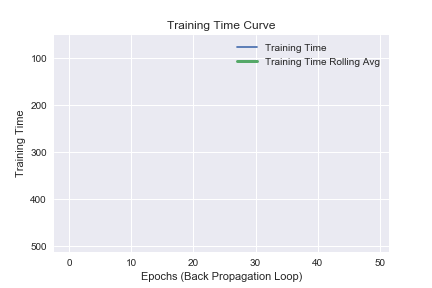 Training Time Curve
Training Time
Training Time Rolling Avg
100
200
300
400
500
Training Time
0 10 20 30 40 50
Epochs (Back Propagation Loop)